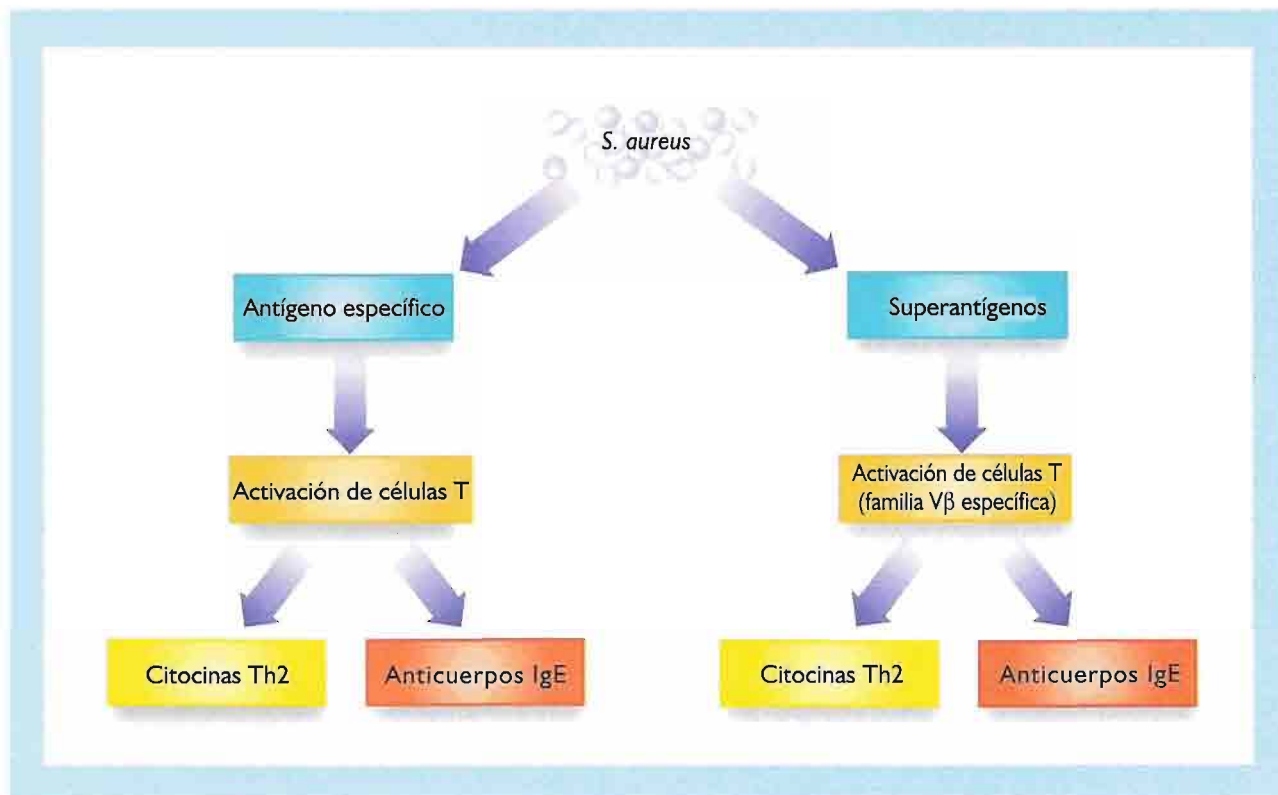 S. aureus
Antígeno específico
Superantígenos
Activación de células T
Activación de células T
(familia Vβ específica)
Citocinas Th2
Anticuerpos IgE
Citocinas Th2
Anticuerpos IgE